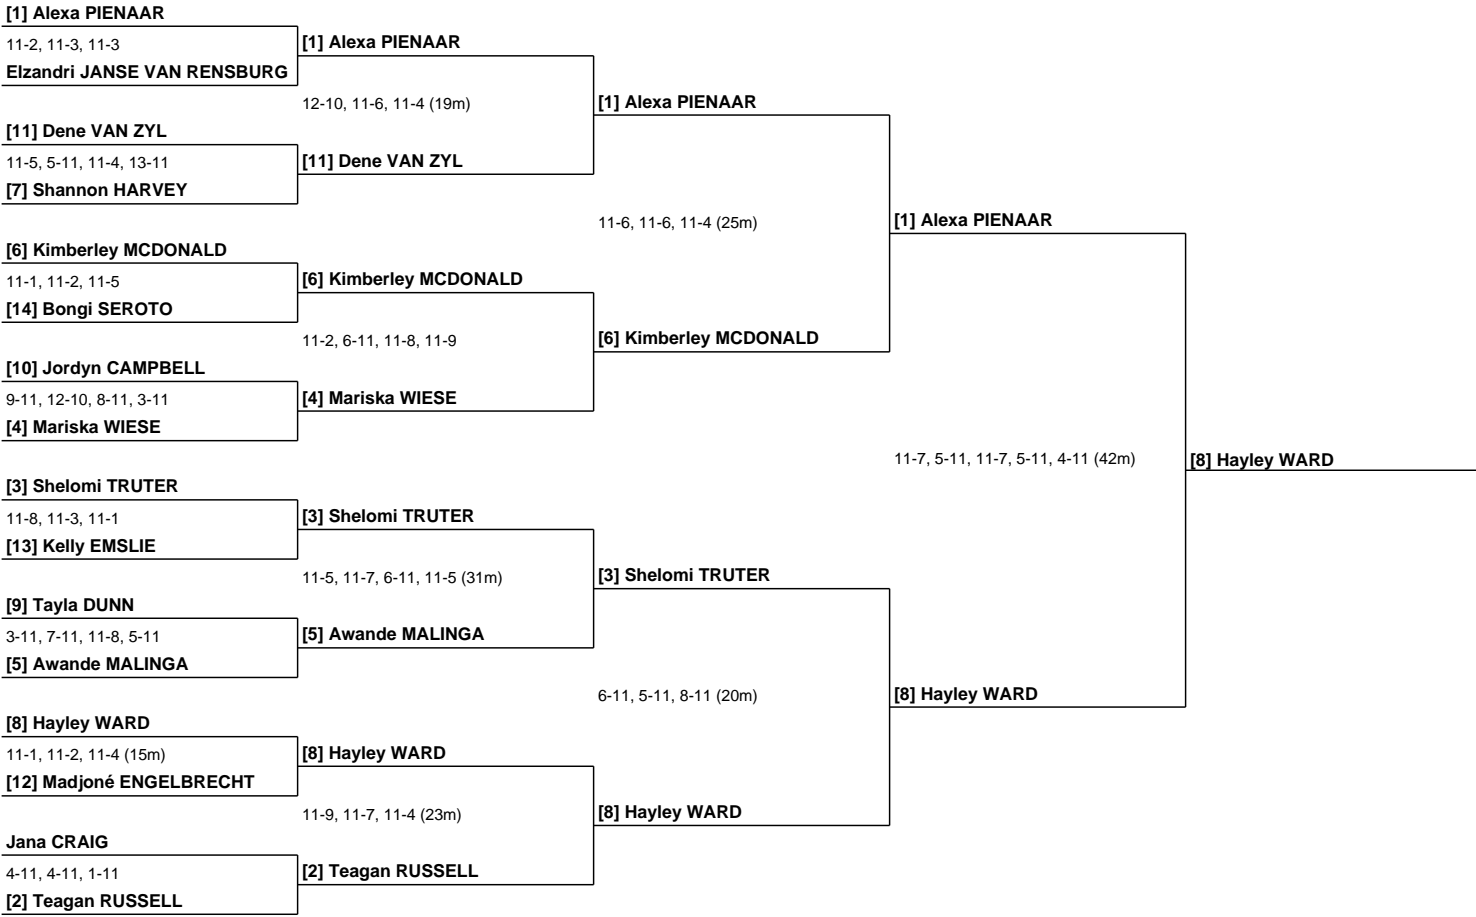 [1] Alexa PIENAAR
11-2, 11-3, 11-3
Elzandri JANSE VAN RENSBURG
[11] Dene VAN ZYL
11-5, 5-11, 11-4, 13-11
[7] Shannon HARVEY
[6] Kimberley MCDONALD
11-1, 11-2, 11-5
[14] Bongi SEROTO
[10] Jordyn CAMPBELL
9-11, 12-10, 8-11, 3-11
[4] Mariska WIESE
[3] Shelomi TRUTER
11-8, 11-3, 11-1
[13] Kelly EMSLIE
[9] Tayla DUNN
3-11, 7-11, 11-8, 5-11
[5] Awande MALINGA
[8] Hayley WARD
11-1, 11-2, 11-4 (15m)
[12] Madjoné ENGELBRECHT
Jana CRAIG
4-11, 4-11, 1-11
[2] Teagan RUSSELL
[1] Alexa PIENAAR
12-10, 11-6, 11-4 (19m)
[11] Dene VAN ZYL
[6] Kimberley MCDONALD
11-2, 6-11, 11-8, 11-9
[4] Mariska WIESE
[3] Shelomi TRUTER
11-5, 11-7, 6-11, 11-5 (31m)
[5] Awande MALINGA
[8] Hayley WARD
11-9, 11-7, 11-4 (23m)
[2] Teagan RUSSELL
[1] Alexa PIENAAR
11-6, 11-6, 11-4 (25m)
[6] Kimberley MCDONALD
[3] Shelomi TRUTER
6-11, 5-11, 8-11 (20m)
[8] Hayley WARD
[1] Alexa PIENAAR
11-7, 5-11, 11-7, 5-11, 4-11 (42m)
[8] Hayley WARD
[8] Hayley WARD